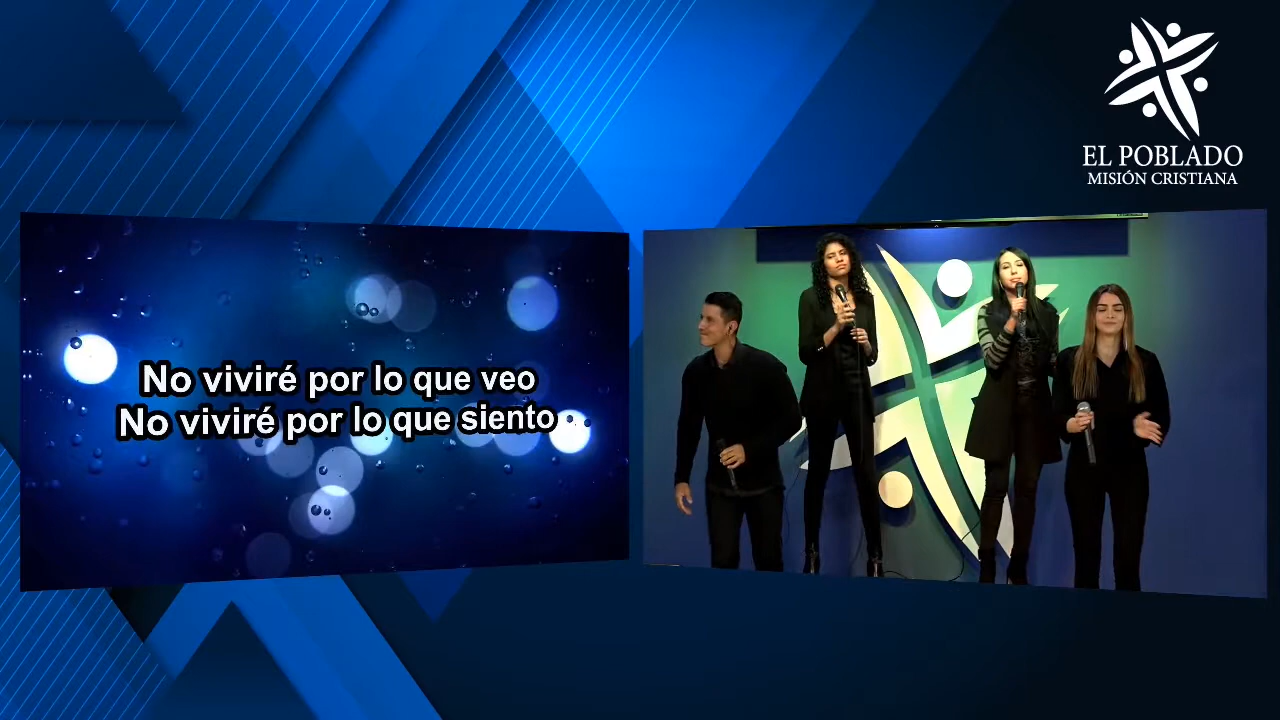 EL POBLADO
MISIÓN CRISTIANA
No viviré por lo que veo
No viviré por lo que siento